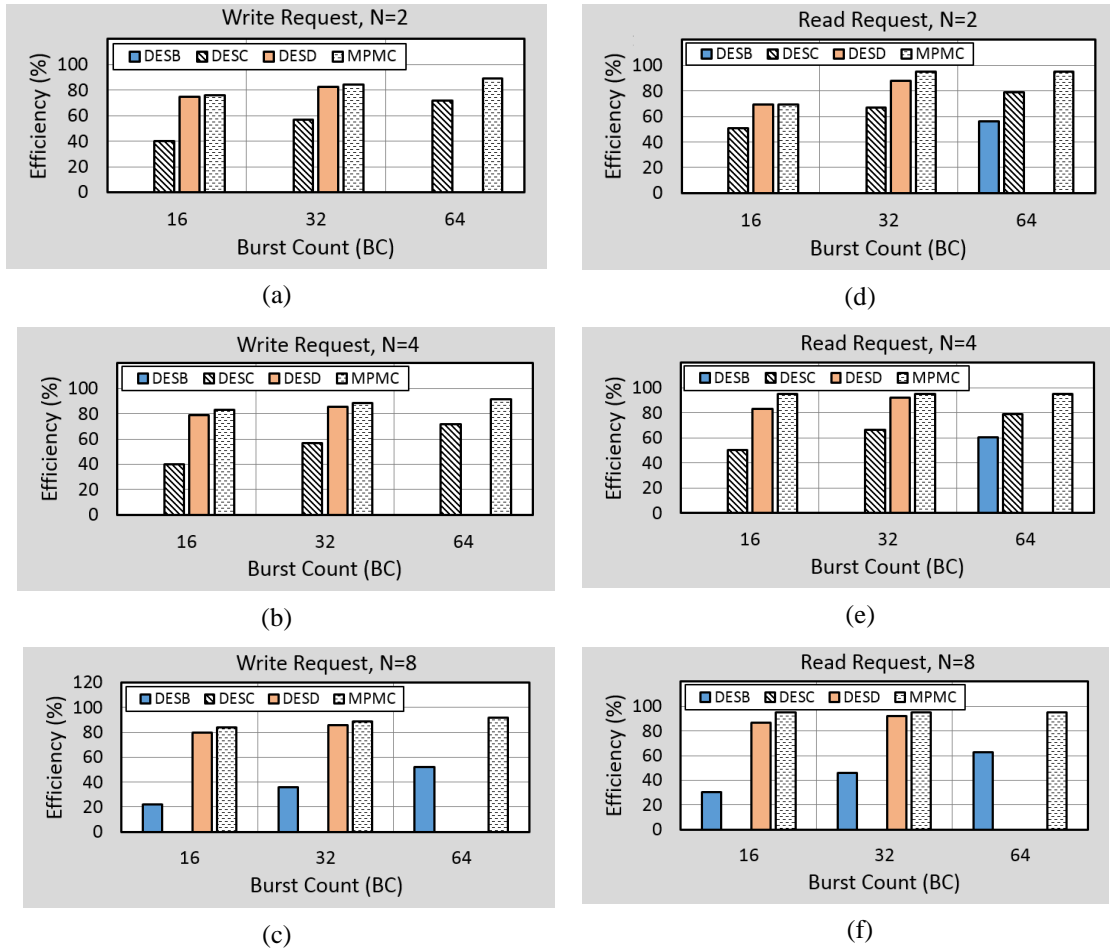 Write Request, N=2
DESB DESC DESD MPMC
Efficiency (%)
100
80
60
40
20
0
16 32 64
Burst Count (BC)
(a)
Read Request, N=2
DESB DESC DESD MPMC
Efficiency (%)
100
80
60
40
20
0
16 32 64
Burst Count (BC)
(d)
Write Request, N=4
DESB DESC DESD MPMC
Efficiency (%)
100
80
60
40
20
0
16 32 64
Burst Count (BC)
(b)
Read Request, N=4
DESB DESC DESD MPMC
Efficiency (%)
100
80
60
40
20
0
16 32 64
Burst Count (BC)
(e)
Write Request, N=8
DESB DESC DESD MPMC
Efficiency (%)
120
100
80
60
40
20
0
16 32 64
Burst Count (BC)
(c)
Read Request, N=8
DESB DESC DESD MPMC
Efficiency (%)
100
80
60
40
20
0
16 32 64
Burst Count (BC)
(f)